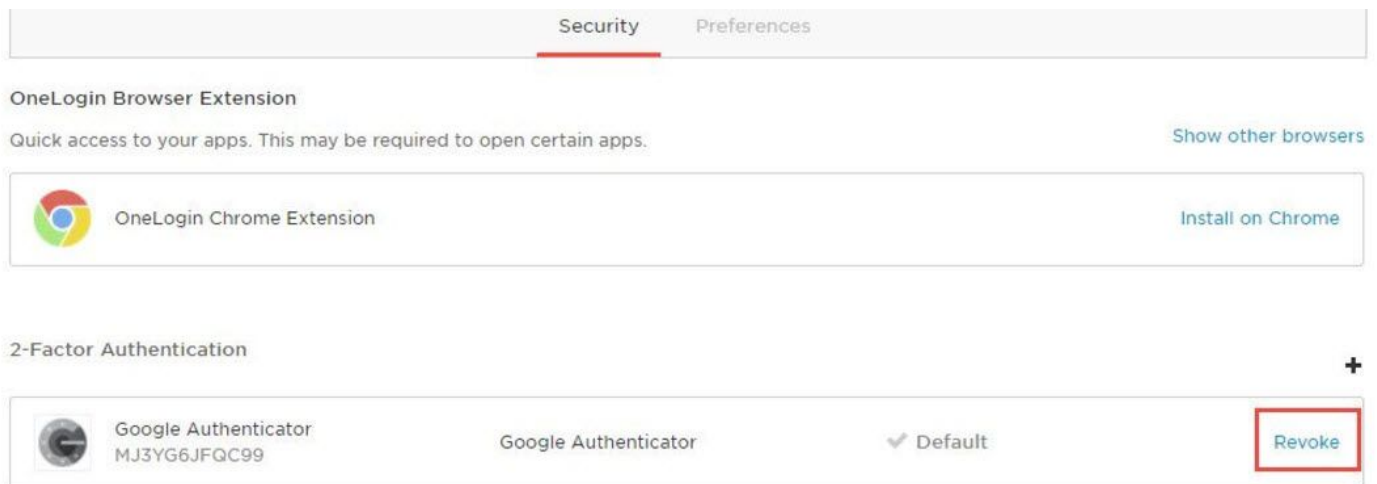 Security Preferences
OneLogin Browser Extension
Quick access to your apps. This may be required to open certain apps.
Show other browsers
OneLogin Chrome Extension
Install on Chrome
2-Factor Authentication
Google Authenticator
MJ3YG6JFQC99
Google Authenticator
Default
Revoke